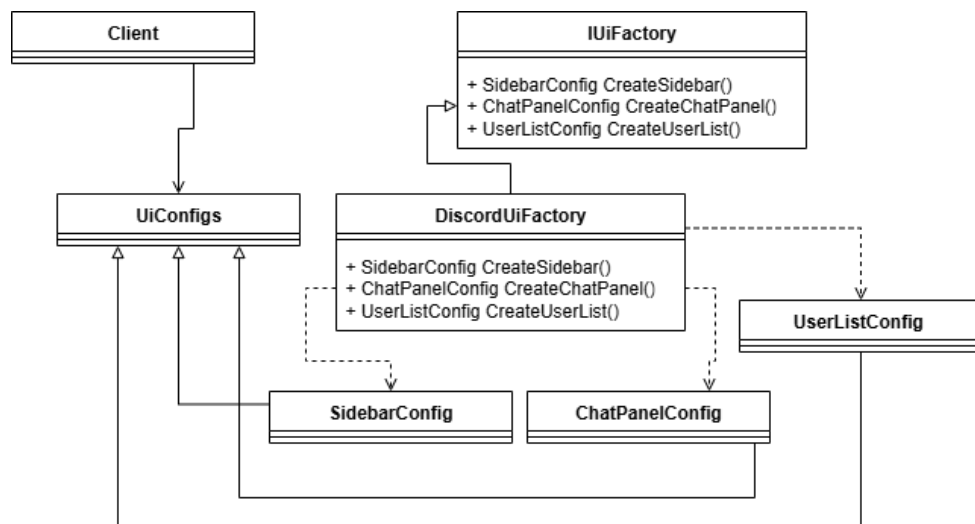 Client
IUiFactory
+ SidebarConfig CreateSidebar()
+ ChatPanelConfig CreateChatPanel()
+ UserListConfig CreateUserList()
UiConfigs
DiscordUiFactory
+ SidebarConfig CreateSidebar()
+ ChatPanelConfig CreateChatPanel()
+ UserListConfig CreateUserList()
UserListConfig
SidebarConfig
ChatPanelConfig